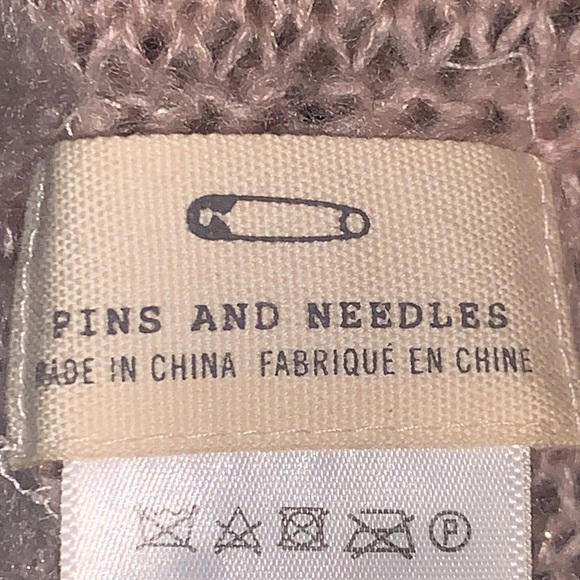 PINS AND NEEDLES
MADE IN CHINA FABRIQUÉ EN CHINE
P